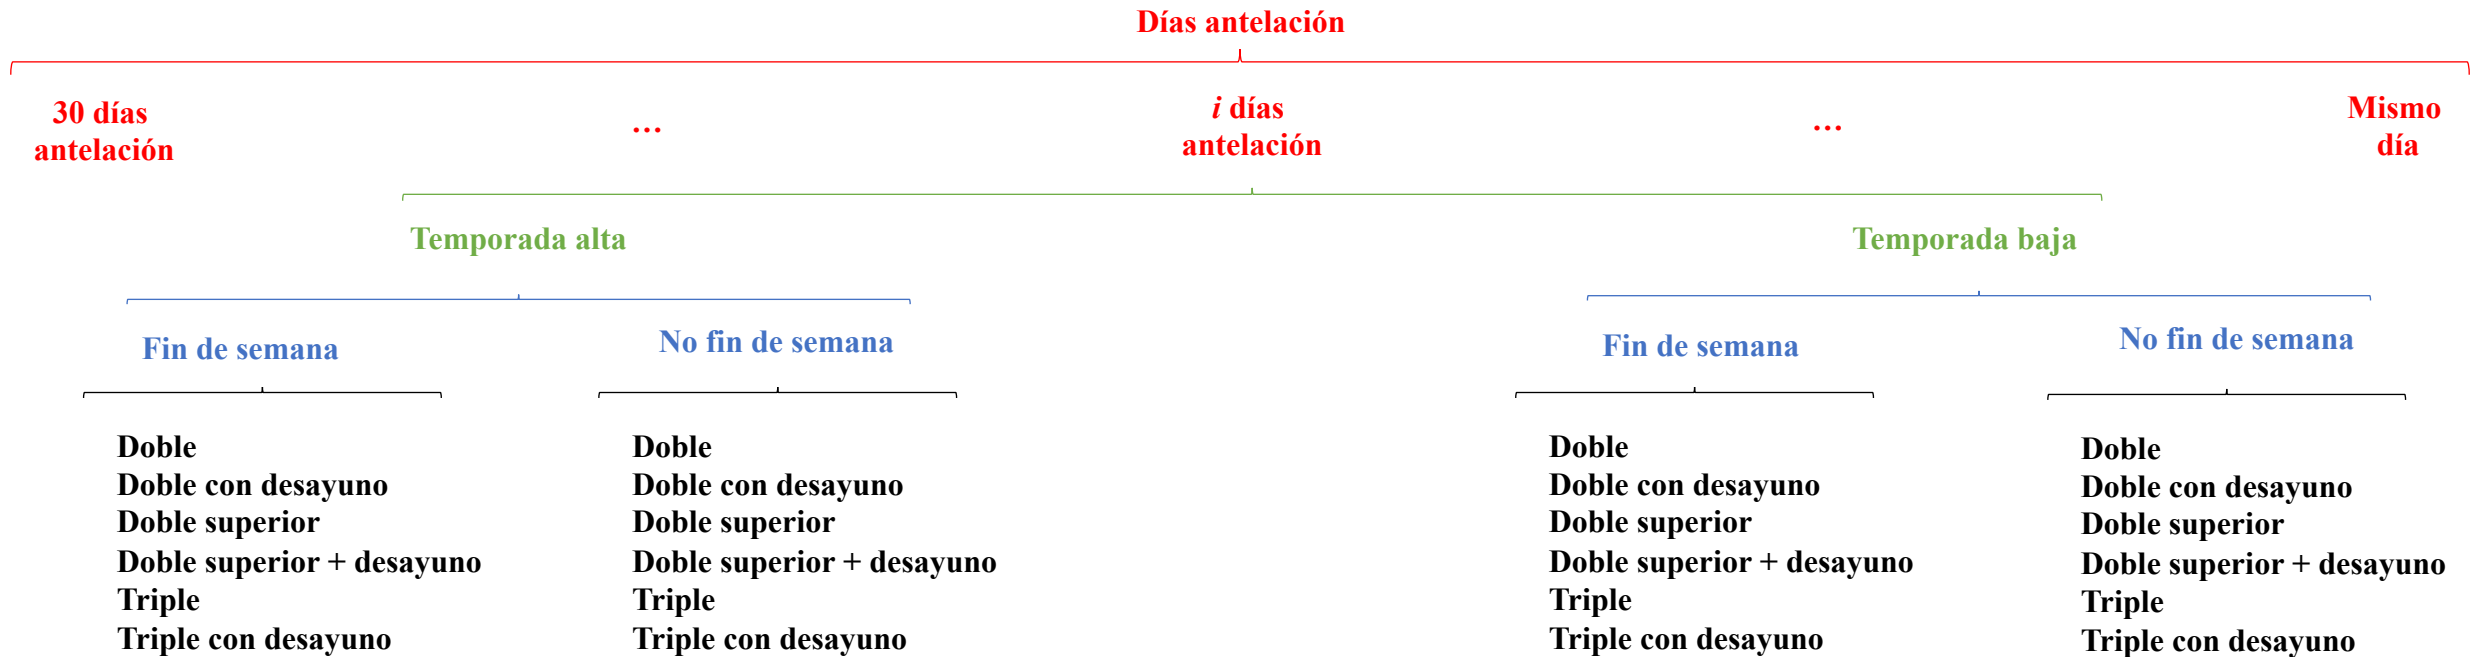 Días antelación
30 días
antelación
…
i días
antelación
…
Mismo
día
Temporada alta
Temporada baja
Fin de semana
No fin de semana
Fin de semana
No fin de semana
Doble
Doble con desayuno
Doble superior
Doble superior + desayuno
Triple
Triple con desayuno
Doble
Doble con desayuno
Doble superior
Doble superior + desayuno
Triple
Triple con desayuno
Doble
Doble con desayuno
Doble superior
Doble superior + desayuno
Triple
Triple con desayuno
Doble
Doble con desayuno
Doble superior
Doble superior + desayuno
Triple
Triple con desayuno